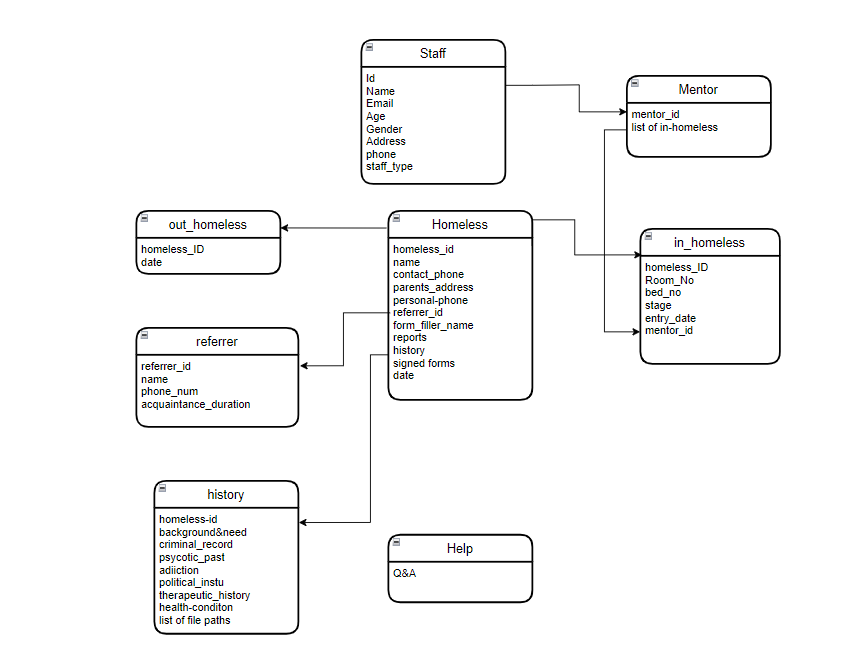 Staff
Id
Name
Email
Age
Gender
Address
phone
staff_type
Mentor
mentor_id
list of in-homeless
out_homeless
homeless_ID
date
Homeless
homeless_id
name
contact_phone
parents_address
personal-phone
referrer_id
form_filler_name
reports
history
signed forms
date
in_homeless
homeless_ID
Room_No
bed_no
stage
entry_date
mentor_id
referrer
referrer_id
name
phone_num
acquaintance_duration
history
homeless-id
background&need
criminal_record
psycotic_past
adiiction
political_instu
therapeutic_history
health-conditon
list of file paths
Help
Q&A